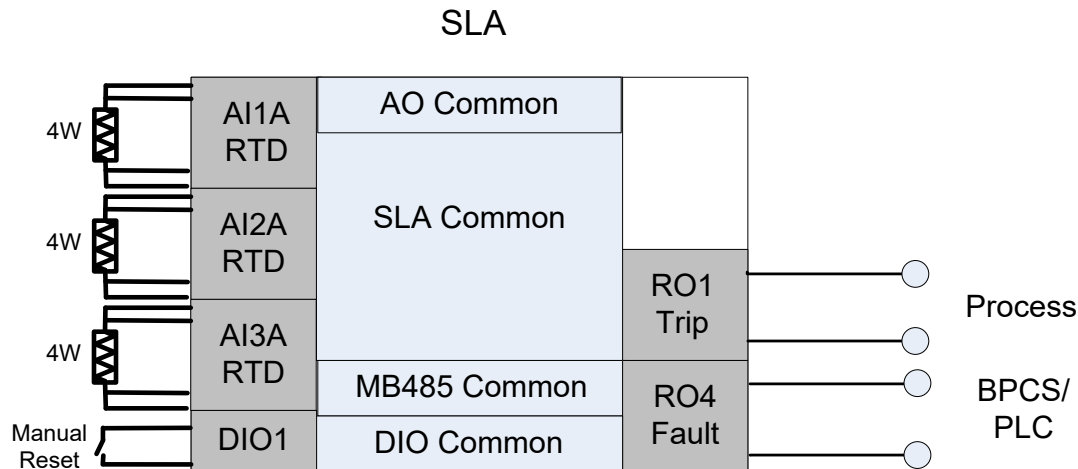 SLA
4W
AI1A
RTD
AO Common
4W
AI2A
RTD
SLA Common
4W
AI3A
RTD
RO1
Trip
Process
MB485 Common
RO4
Fault
BPCS/
PLC
Manual
Reset
DIO1
DIO Common